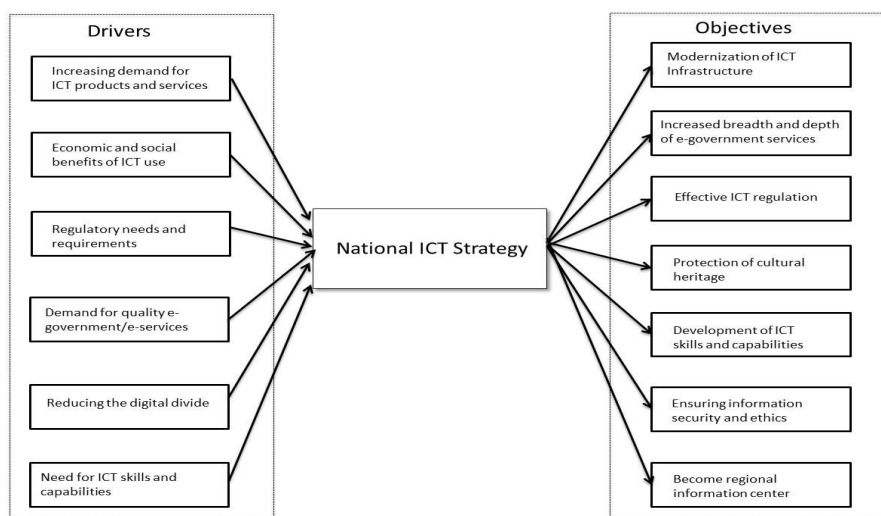 Drivers
Increasing demand for
ICT products and services
Economic and social
benefits of ICT use
Regulatory needs and
requirements
Demand for quality e-
government/e-services
Reducing the digital divide
Need for ICT skills and
capabilities
National ICT Strategy
Objectives
Modernization of ICT
Infrastructure
Increased breadth and depth
of e-government services
Effective ICT regulation
Protection of cultural
heritage
Development of ICT
skills and capabilities
Ensuring information
security and ethics
Become regional
information center